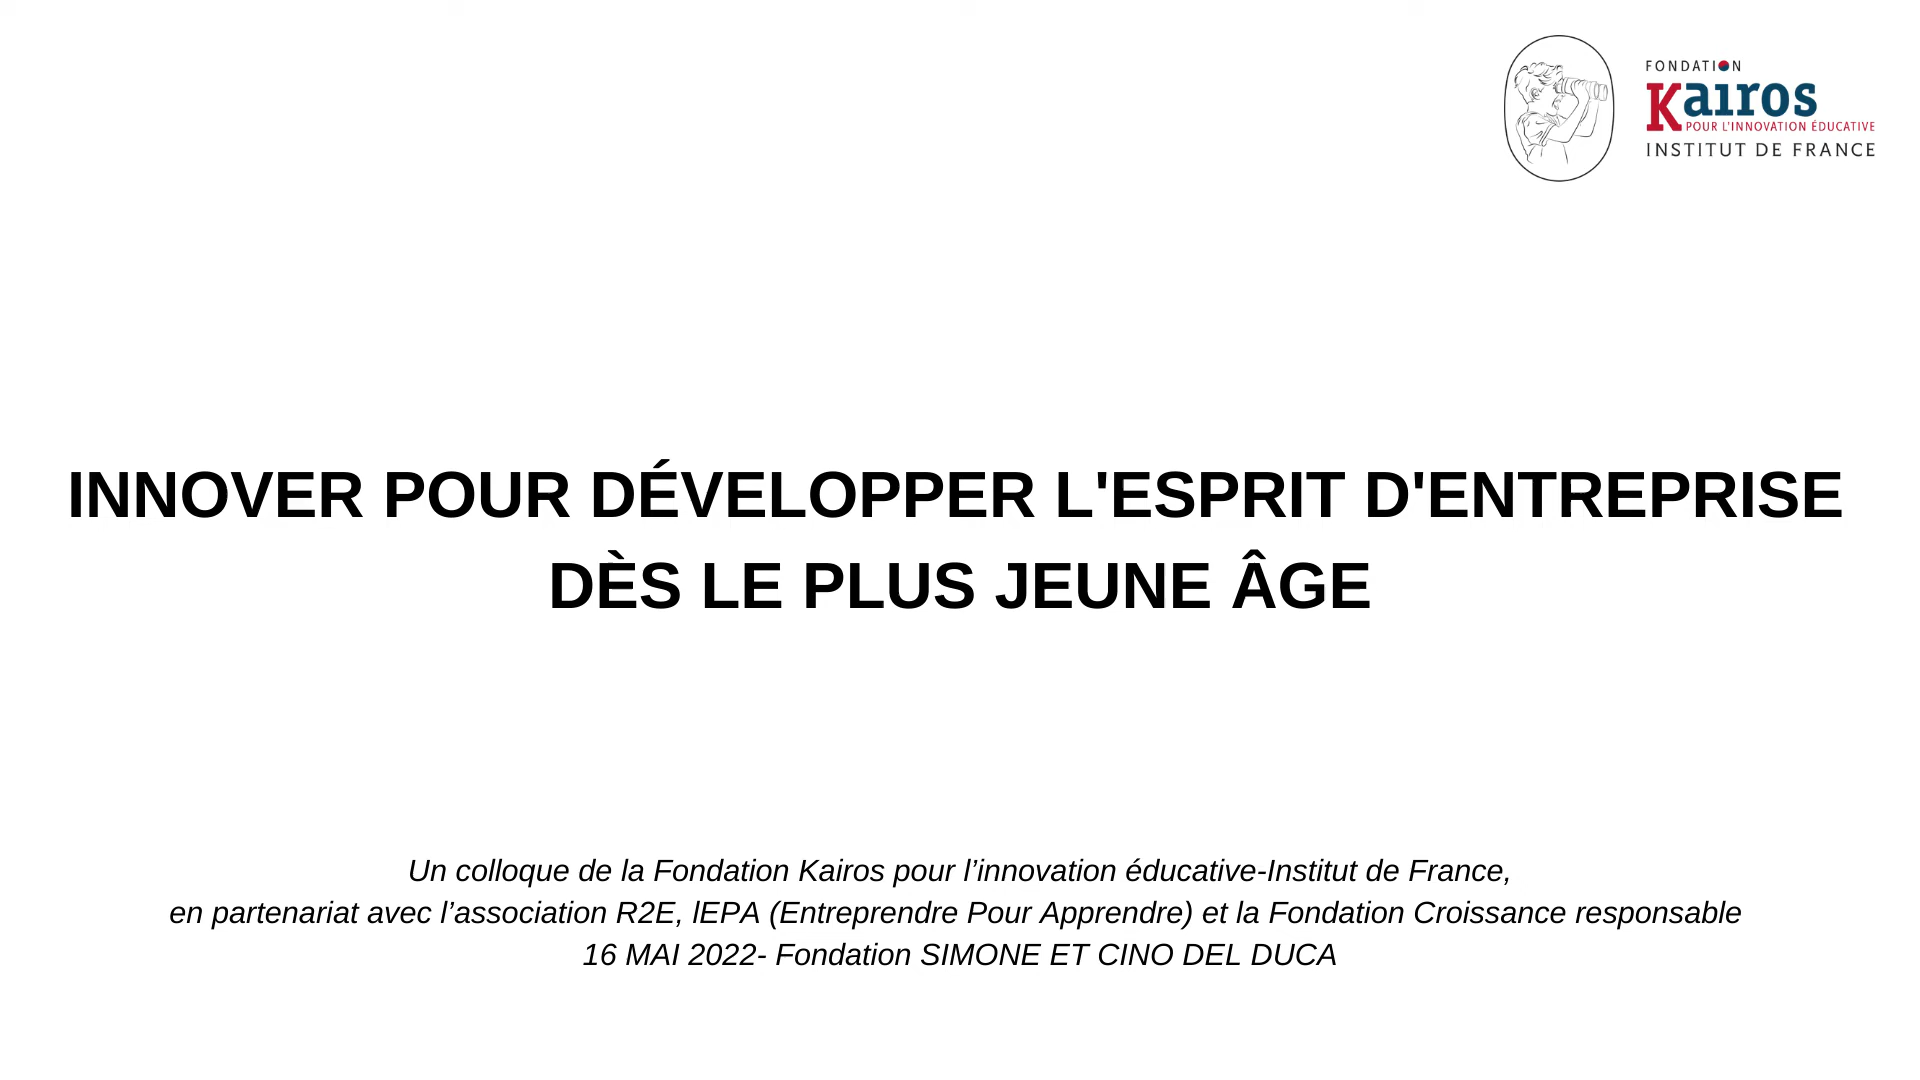 FONDATION
Kairos
POUR L'INNOVATION ÉDUCATIVE
INSTITUT DE FRANCE
INNOVER POUR DÉVELOPPER L'ESPRIT D'ENTREPRISE
DÈS LE PLUS JEUNE ÂGE
Un colloque de la Fondation Kairos pour l’innovation éducative-Institut de France,
en partenariat avec l’association R2E, lEPA (Entreprendre Pour Apprendre) et la Fondation Croissance responsable
16 MAI 2022- Fondation SIMONE ET CINO DEL DUCA